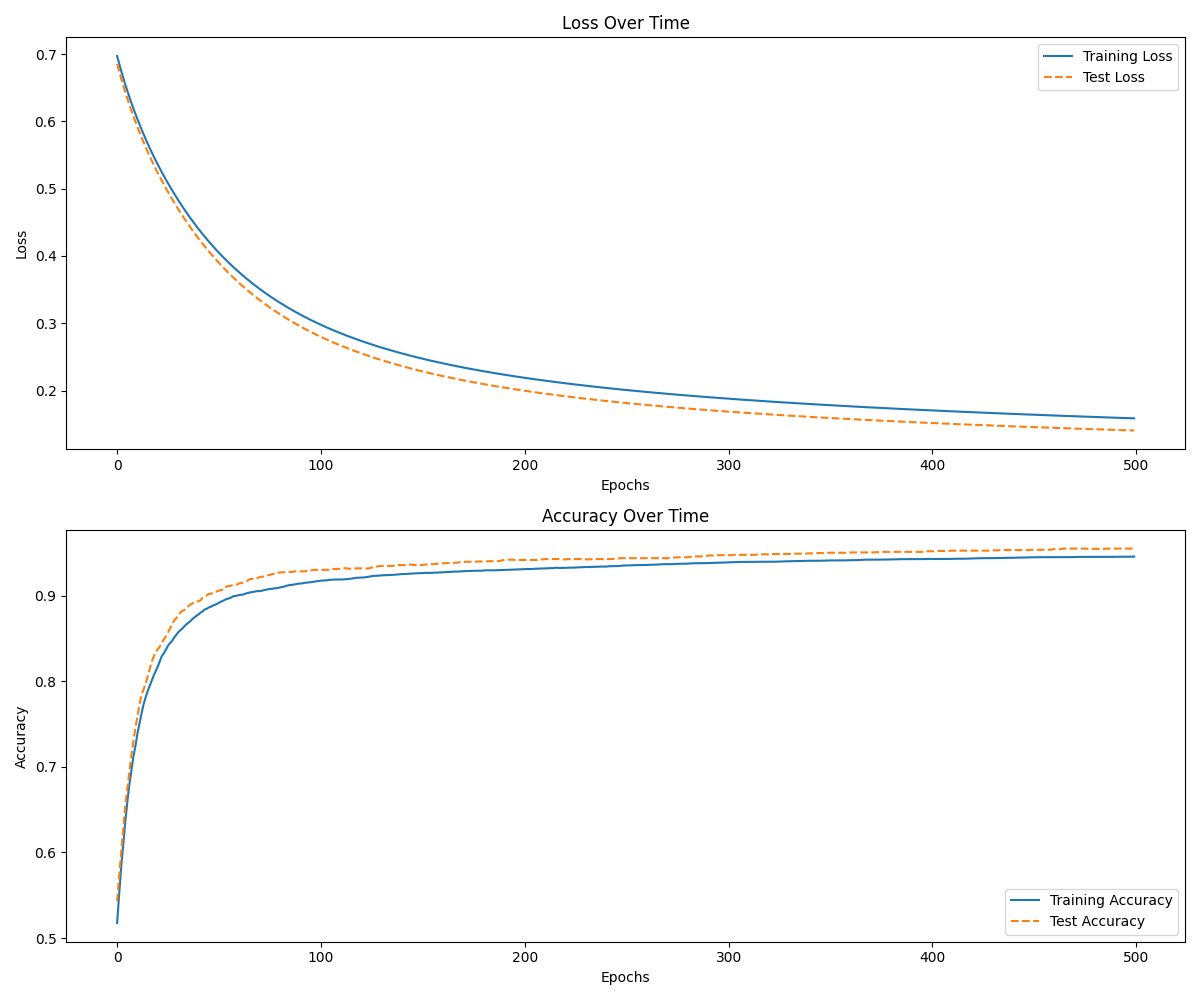 Loss Over Time
0.7
0.6
0.5
0.4
0.3
0.2
Loss
Training Loss
Test Loss
0 100 200 300 400 500
Epochs
Accuracy Over Time
0.9
0.8
0.7
0.6
0.5
Accuracy
Training Accuracy
Test Accuracy
0 100 200 300 400 500
Epochs